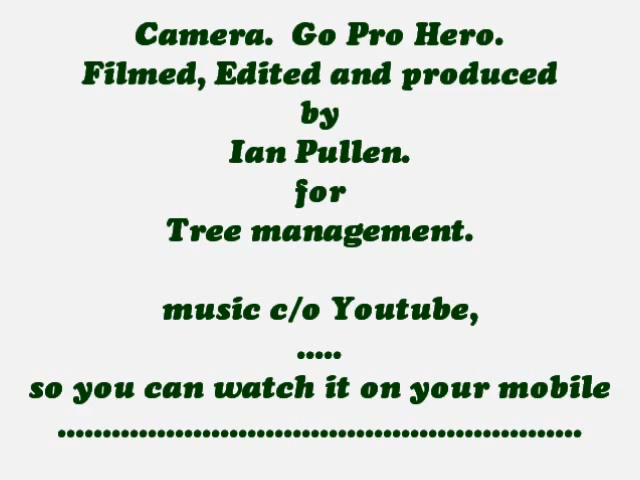 Camera.  Go Pro Hero.
Filmed, Edited and produced
by
Ian Pullen.
for
Tree management.
music c/o Youtube,
.....
so you can watch it on your mobile
..........................................................